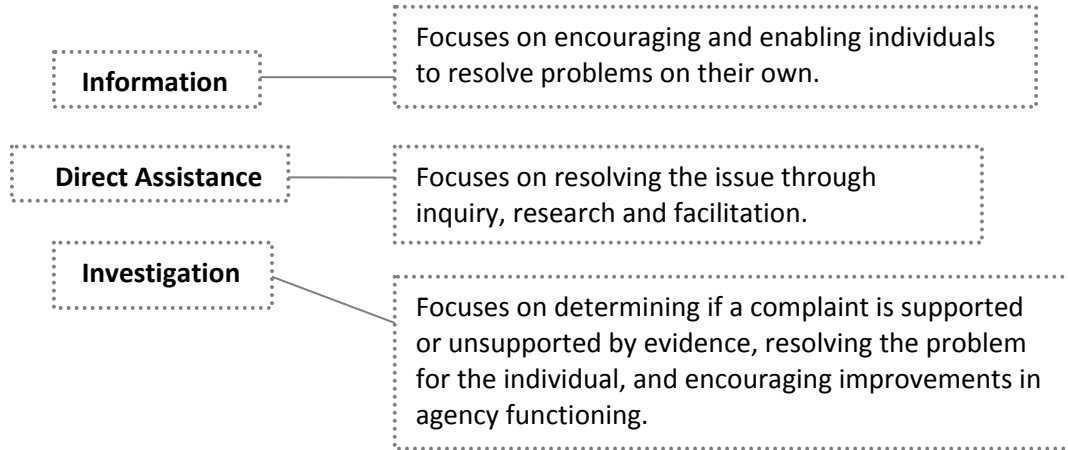 Information
Focuses on encouraging and enabling individuals
to resolve problems on their own.
Direct Assistance
Focuses on resolving the issue through
inquiry, research and facilitation.
Investigation
Focuses on determining if a complaint is supported
or unsupported by evidence, resolving the problem
for the individual, and encouraging improvements in
agency functioning.